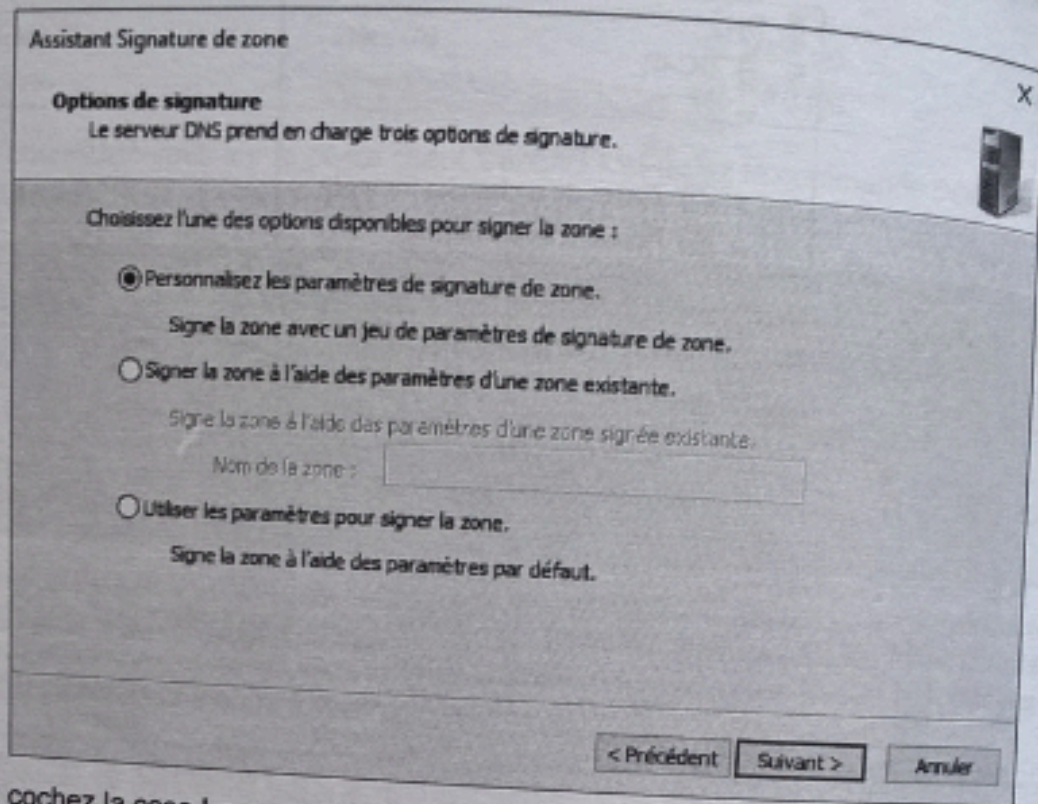 Assistant Signature de zone
X
Options de signature
Le serveur DNS prend en charge trois options de signature.
Choisissez l'une des options disponibles pour signer la zone :
Personnalisez les paramètres de signature de zone.
Signe la zone avec un jeu de paramètres de signature de zone.
Signer la zone à l'aide des paramètres d'une zone existante.
Signe la zone à l'aide des paramètres d'une zone signée existante.
Nom de la zone :
Utiliser les paramètres pour signer la zone.
Signe la zone à l'aide des paramètres par défaut.
< Précédent Suivant > Annuler
cochez la